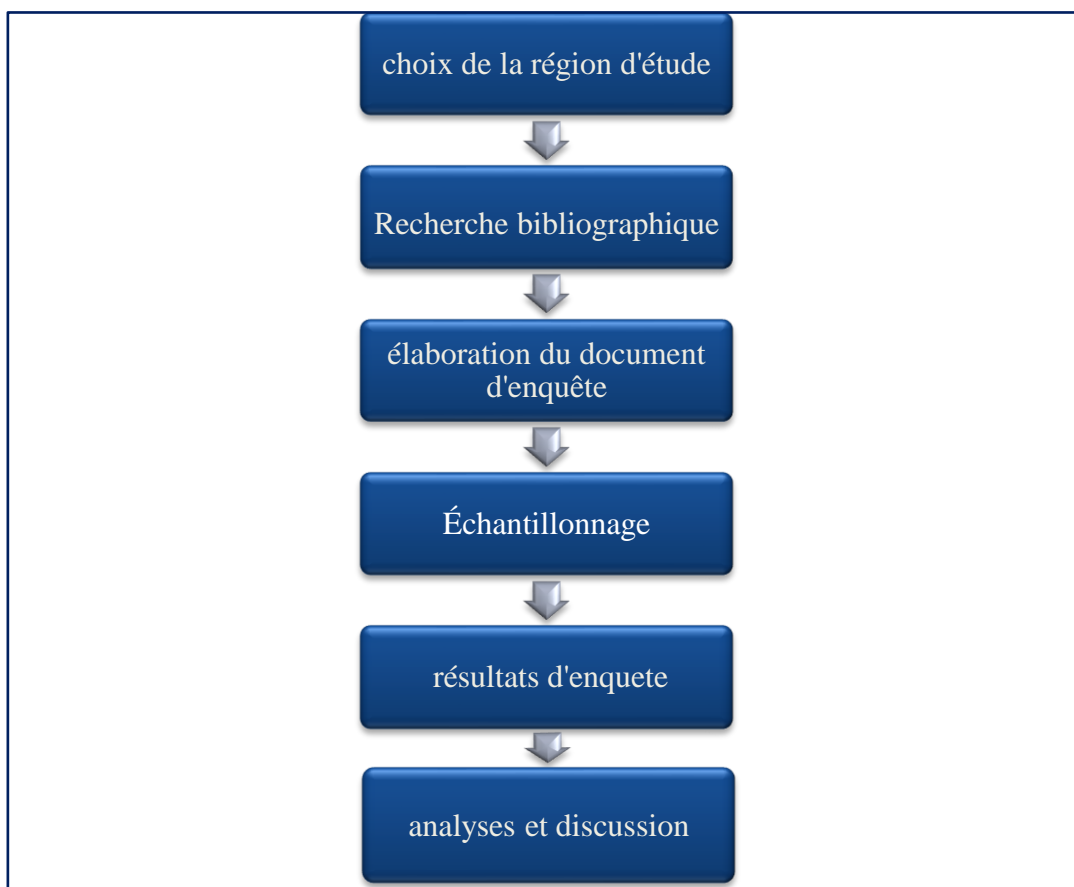 choix de la région d'étude
Recherche bibliographique
élaboration du document
d'enquête
Échantillonnage
résultats d'enquete
analyses et discussion